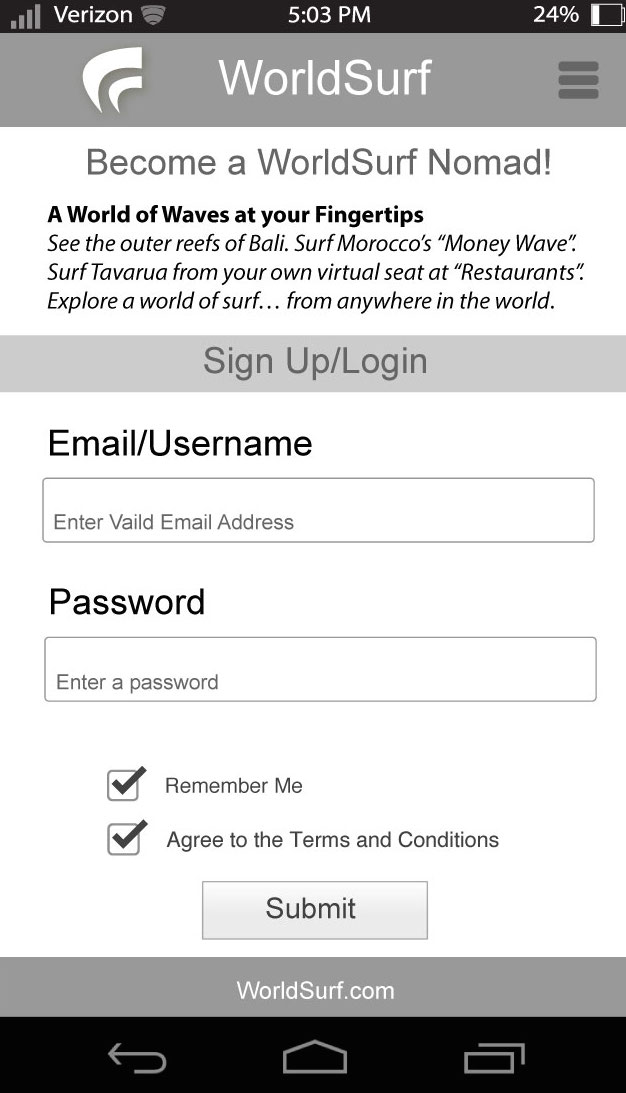 Verizon 5:03 PM 24%
WorldSurf
Become a WorldSurf Nomad!
A World of Waves at your Fingertips
See the outer reefs of Bali. Surf Morocco’s “Money Wave”.
Surf Tavarua from your own virtual seat at “Restaurants”.
Explore a world of surf… from anywhere in the world.
Sign Up/Login
Email/Username
Enter Vaild Email Address
Password
Enter a password
Remember Me
Agree to the Terms and Conditions
Submit
WorldSurf.com